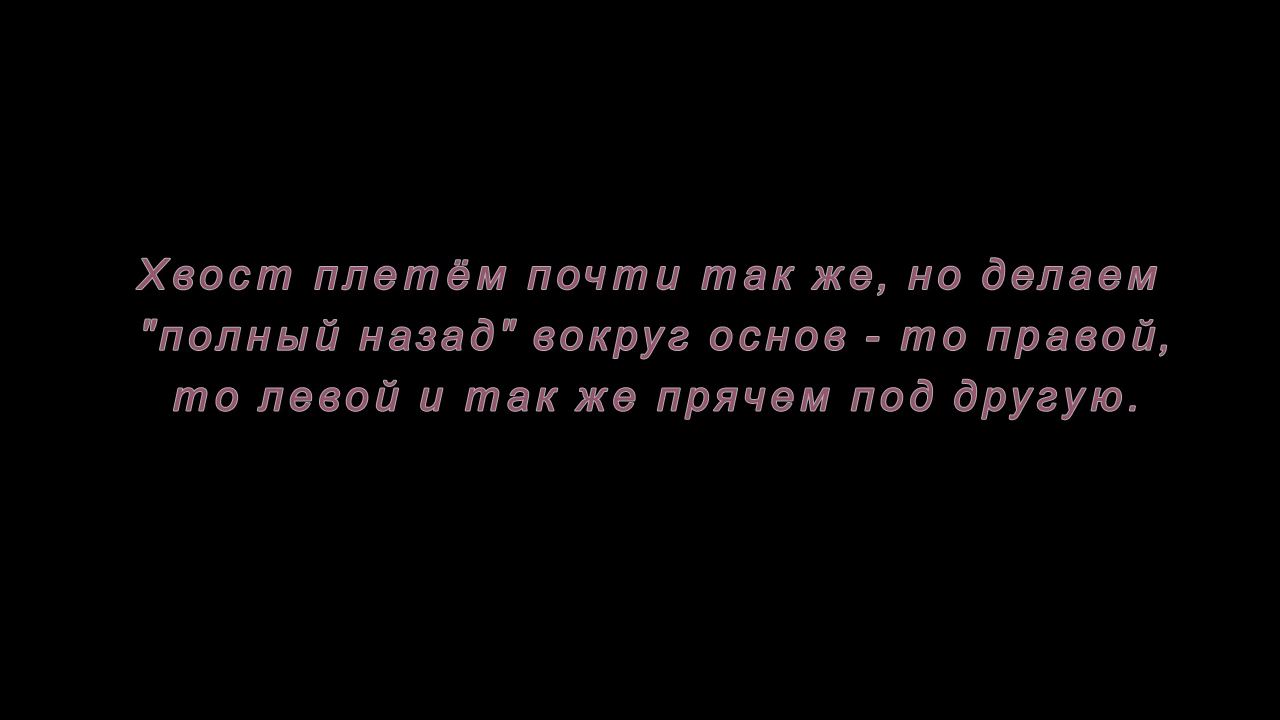 Хвост плетём почти так же, но делаем
"полный назад" вокруг основ - то правой,
то левой и так же прячем под другую.